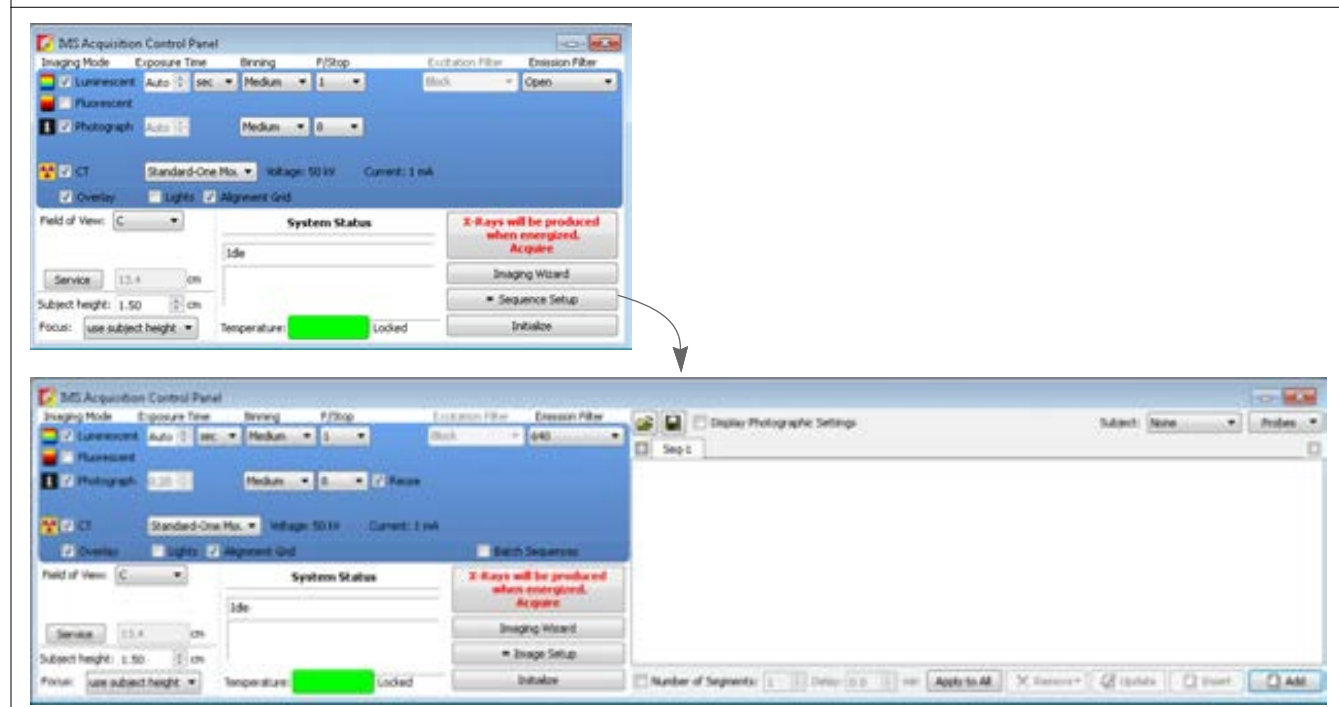 IVIS Acquisition Control Panel
Imaging Mode Exposure Time Binning F/Stop Excitation Filter Emission Filter
Luminescent Auto sec Medium 1 Block Open
Fluorescent
Photograph Auto Medium 8
CT Standard-One Mou. Voltage: 50 kV Current: 1 mA
Overlay Lights Alignment Grid
Field of View: C System Status X-Rays will be produced
when energized.
Idle Acquire
Service 13.4 cm Imaging Wizard
Subject height: 1.50 cm Sequence Setup
Focus: use subject height Temperature: Locked Initialize
IVIS Acquisition Control Panel
Imaging Mode Exposure Time Binning F/Stop Excitation Filter Emission Filter Display Photographic Settings Subject: None Probes
Luminescent Auto sec Medium 1 Block 640 Seq-1
Fluorescent
Photograph 0.20 Medium 8 Reuse
CT Standard-One Mou. Voltage: 50 kV Current: 1 mA
Overlay Lights Alignment Grid Batch Sequences
Field of View: C System Status X-Rays will be produced
when energized.
Idle Acquire
Service 13.4 cm Imaging Wizard
Subject height: 1.50 cm Image Setup
Focus: use subject height Temperature: Locked Initialize Number of Segments: 1 Delay: 0.0 min Apply to All Remove Update Insert Add